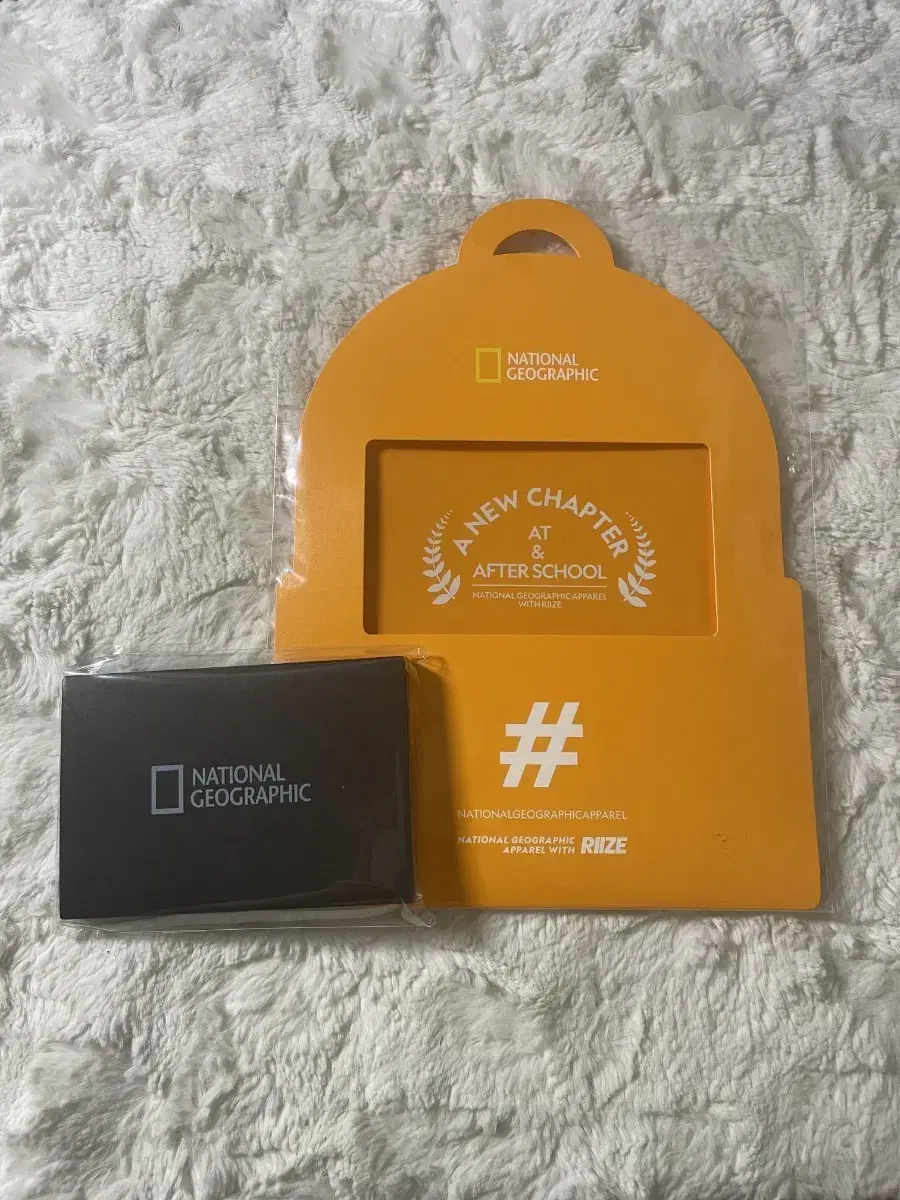 NATIONAL
GEOGRAPHIC
A NEW CHAPTER
AT
&
AFTER SCHOOL
NATIONAL GEOGRAPHIC APPAREL
WITH RIIZE
#
NATIONALGEOGRAPHICAPPAREL
NATIONAL GEOGRAPHIC
APPAREL WITH RIIZE
NATIONAL
GEOGRAPHIC